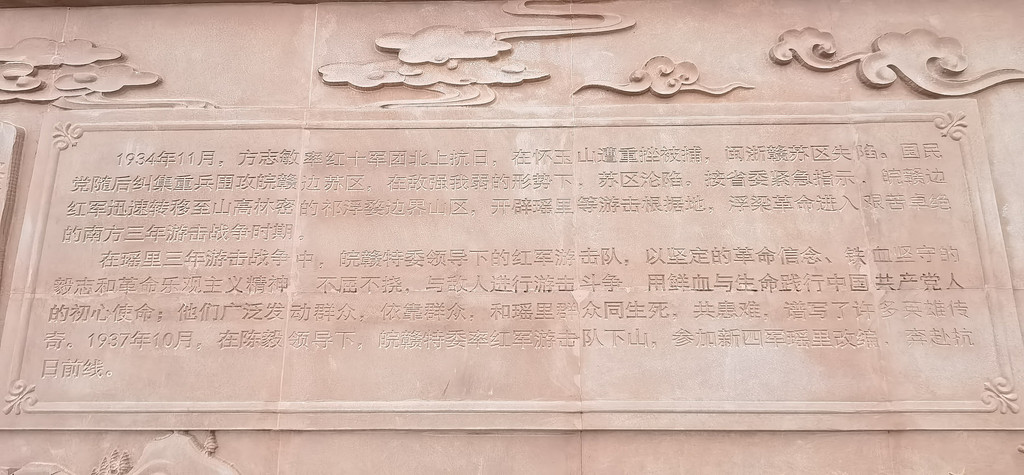 1934年11月，方志敏率红十军团北上抗日，在怀玉山遭重挫被捕，闽浙赣苏区失陷。国民
党随后纠集重兵围攻皖赣边苏区，在敌强我弱的形势下，苏区沦陷，按省委紧急指示，皖赣边
红军迅速转移至山高林密的祁浮婺边界山区，开辟瑶里等游击根据地，浮梁革命进入艰苦卓绝
的南方三年游击战争时期。
在瑶里三年游击战争中，皖赣特委领导下的红军游击队，以坚定的革命信念、铁血坚守的
毅志和革命乐观主义精神，不屈不挠，与敌人进行游击斗争，用鲜血与生命践行中国共产党人
的初心使命；他们广泛发动群众，依靠群众，和瑶里群众同生死，共患难，谱写了许多英雄传
奇。1937年10月，在陈毅领导下，皖赣特委率红军游击队下山，参加新四军瑶里改编，奔赴抗
日前线。